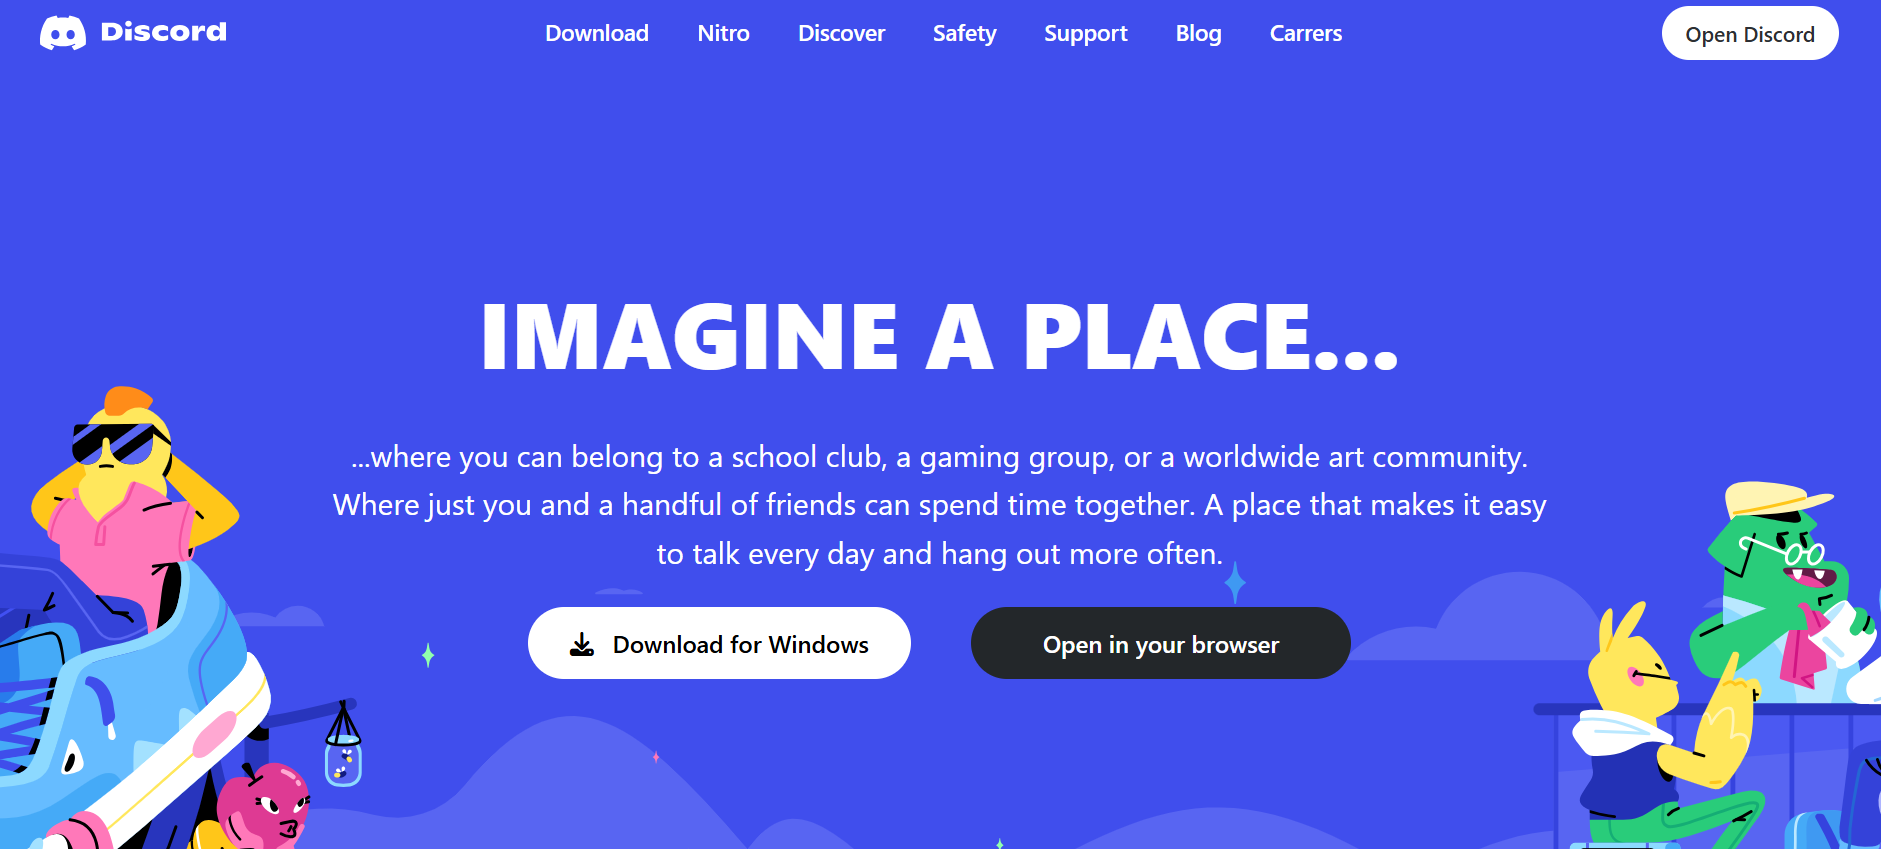 Discord
Download Nitro Discover Safety Support Blog Carrers
Open Discord
IMAGINE A PLACE...
...where you can belong to a school club, a gaming group, or a worldwide art community.
Where just you and a handful of friends can spend time together. A place that makes it easy
to talk every day and hang out more often.
Download for Windows
Open in your browser